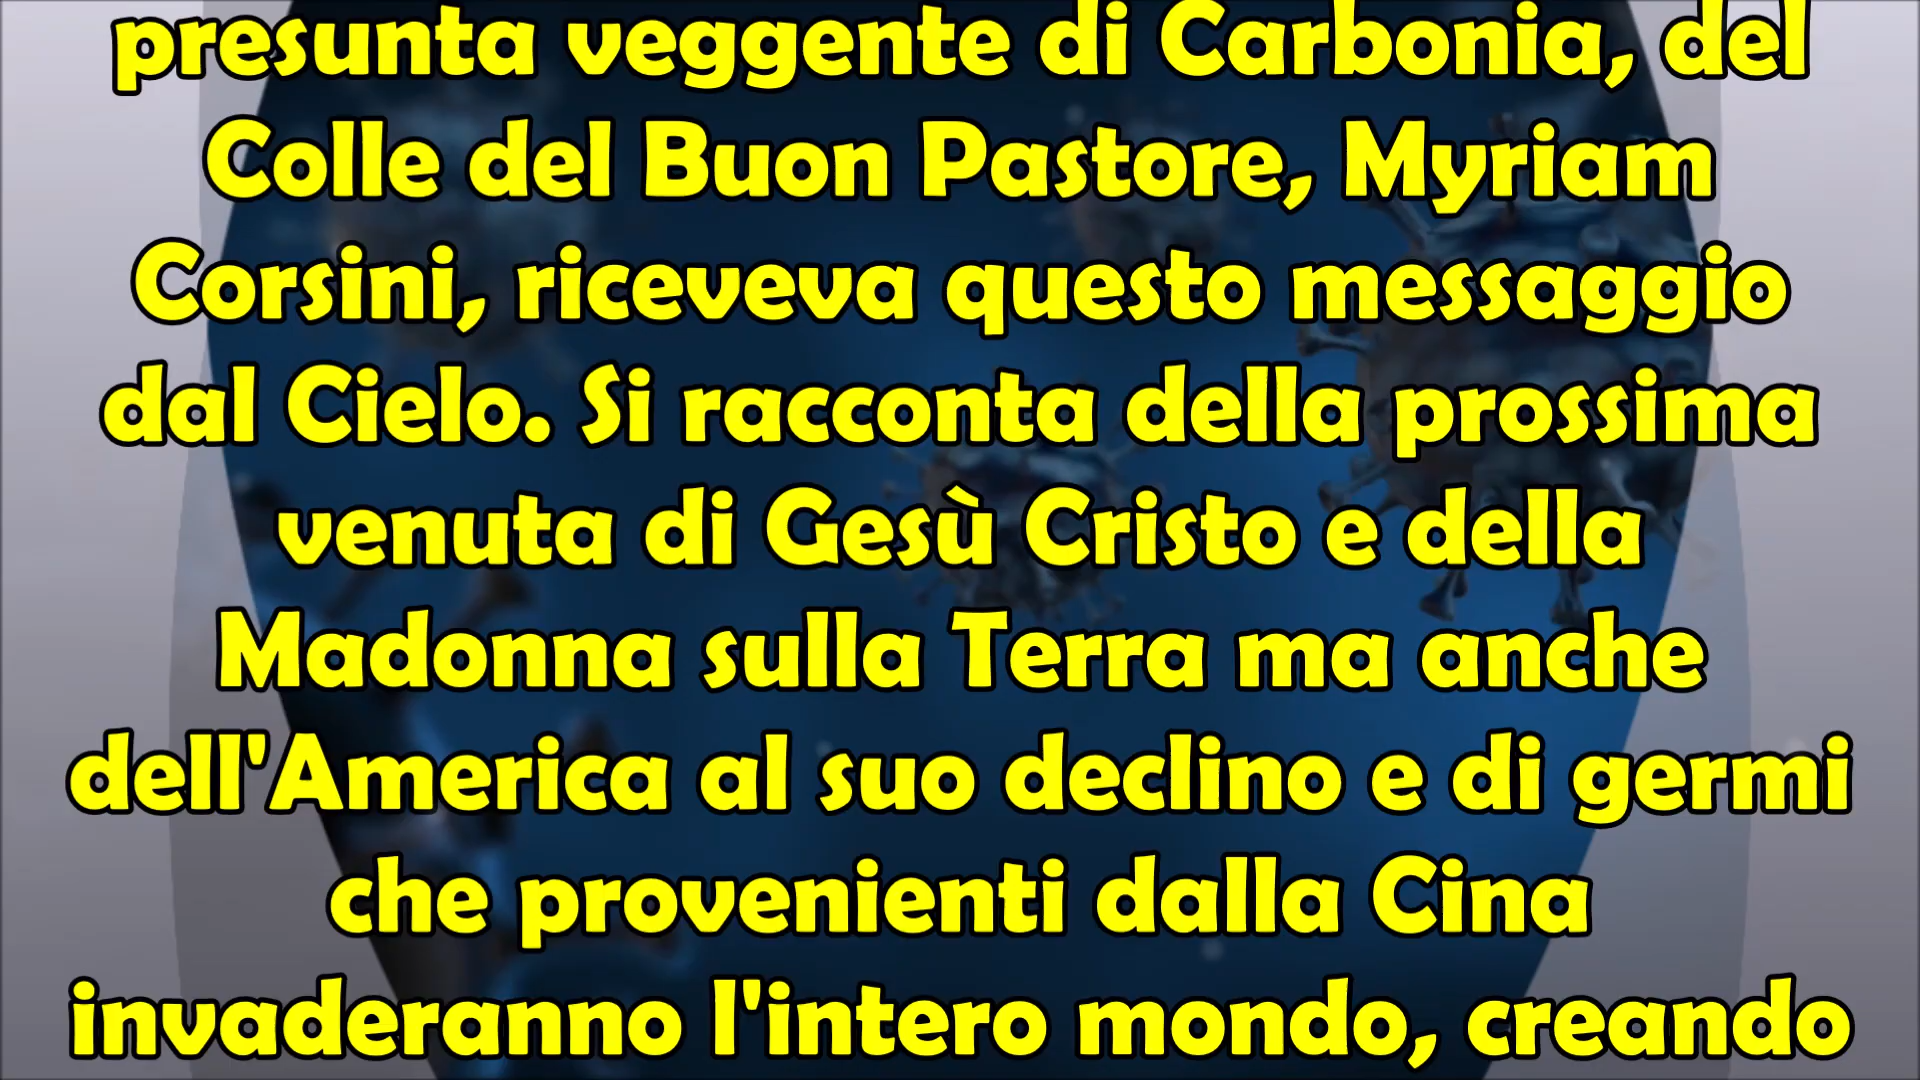 presunta veggente di Carbonia, del
Colle del Buon Pastore, Myriam
Corsini, riceveva questo messaggio
dal Cielo. Si racconta della prossima
venuta di Gesù Cristo e della
Madonna sulla Terra ma anche
dell'America al suo declino e di germi
che provenienti dalla Cina
invaderanno l'intero mondo, creando